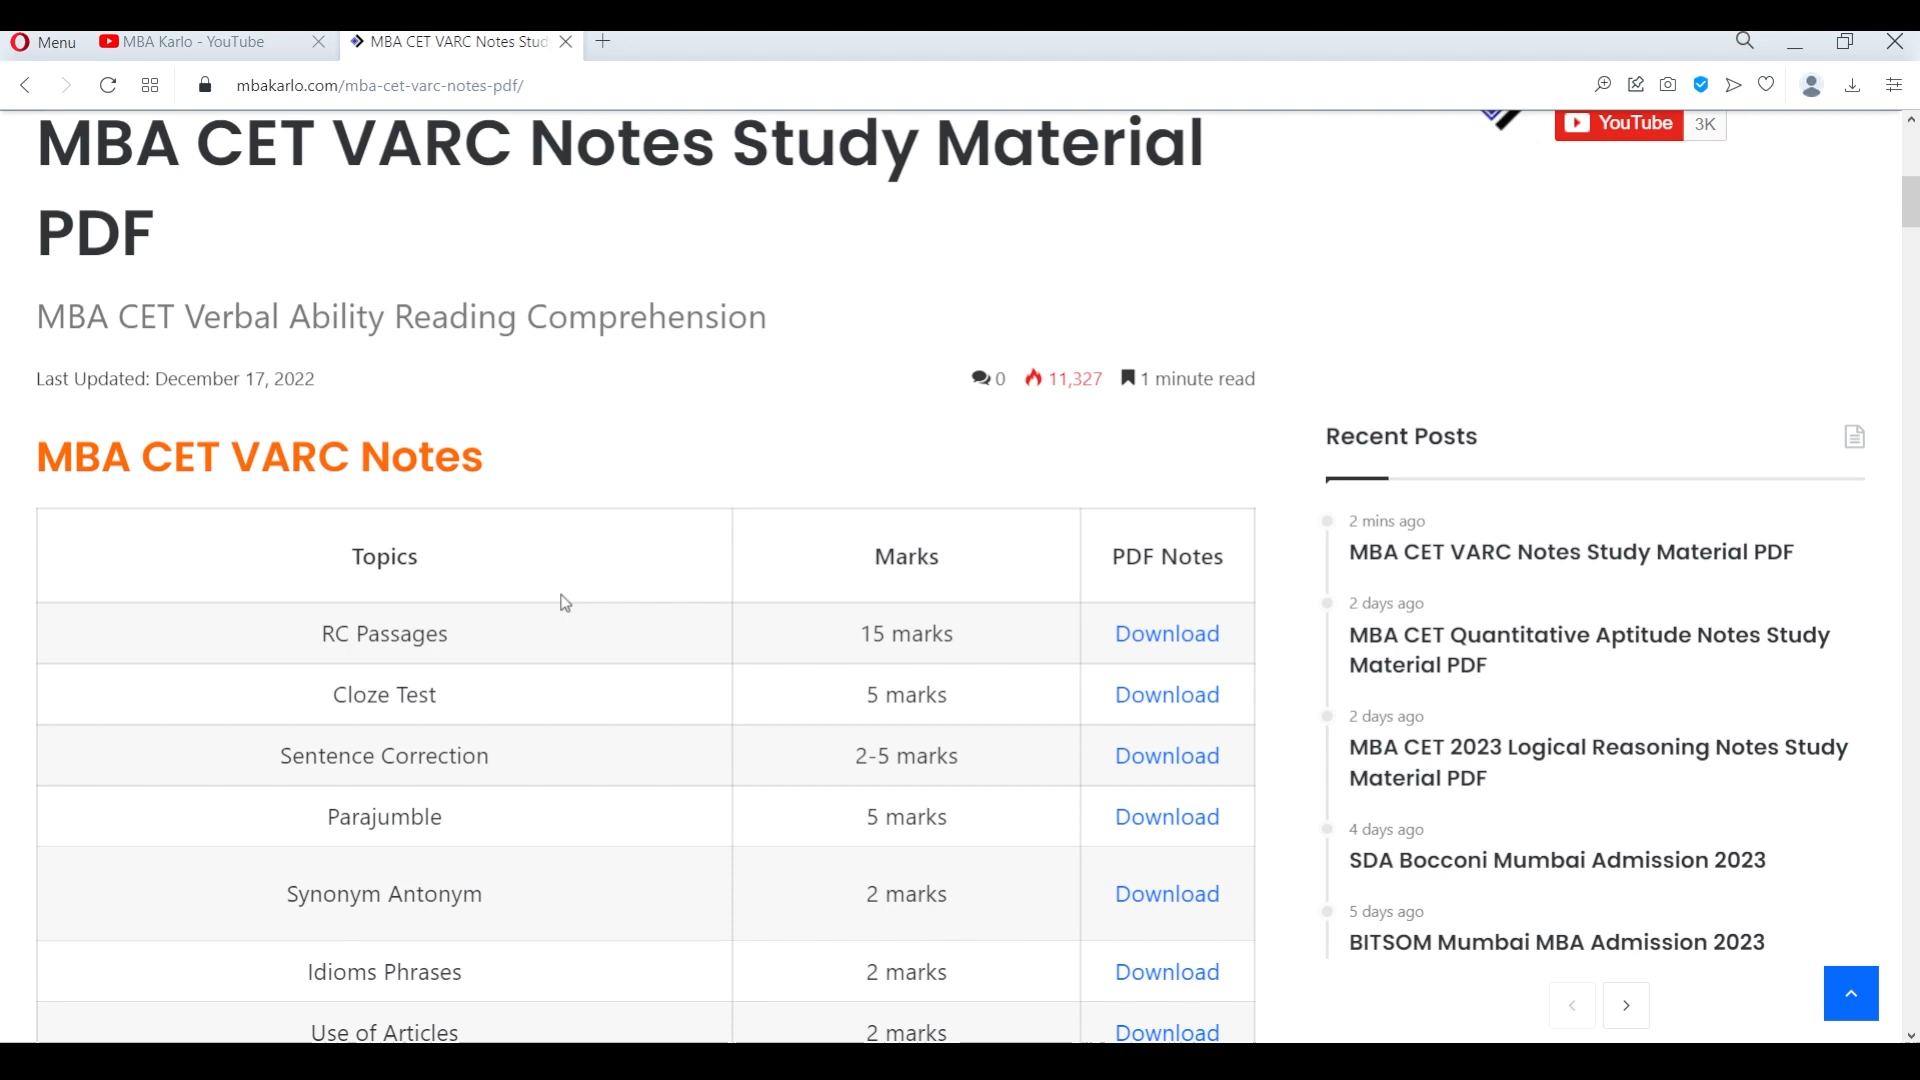 Menu
MBA Karlo - YouTube
MBA CET VARC Notes Stud
mbakarlo.com/mba-cet-varc-notes-pdf/
MBA CET VARC Notes Study Material
PDF
YouTube 3K
MBA CET Verbal Ability Reading Comprehension
Last Updated: December 17, 2022
0 11,327 1 minute read
MBA CET VARC Notes
Topics Marks PDF Notes
RC Passages 15 marks Download
Cloze Test 5 marks Download
Sentence Correction 2-5 marks Download
Parajumble 5 marks Download
Synonym Antonym 2 marks Download
Idioms Phrases 2 marks Download
Use of Articles 2 marks Download
Recent Posts
2 mins ago
MBA CET VARC Notes Study Material PDF
2 days ago
MBA CET Quantitative Aptitude Notes Study
Material PDF
2 days ago
MBA CET 2023 Logical Reasoning Notes Study
Material PDF
4 days ago
SDA Bocconi Mumbai Admission 2023
5 days ago
BITSOM Mumbai MBA Admission 2023